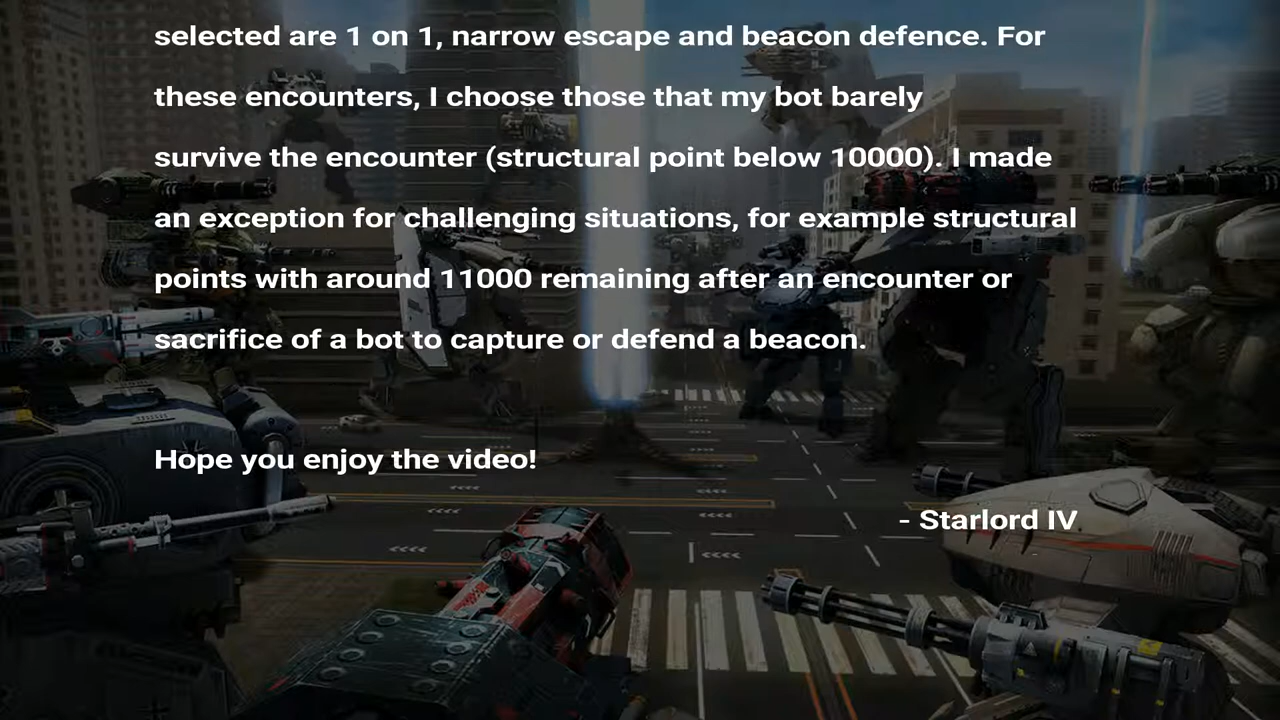 selected are 1 on 1, narrow escape and beacon defence. For
these encounters, I choose those that my bot barely
survive the encounter (structural point below 10000). I made
an exception for challenging situations, for example structural
points with around 11000 remaining after an encounter or
sacrifice of a bot to capture or defend a beacon.
Hope you enjoy the video!
- Starlord IV